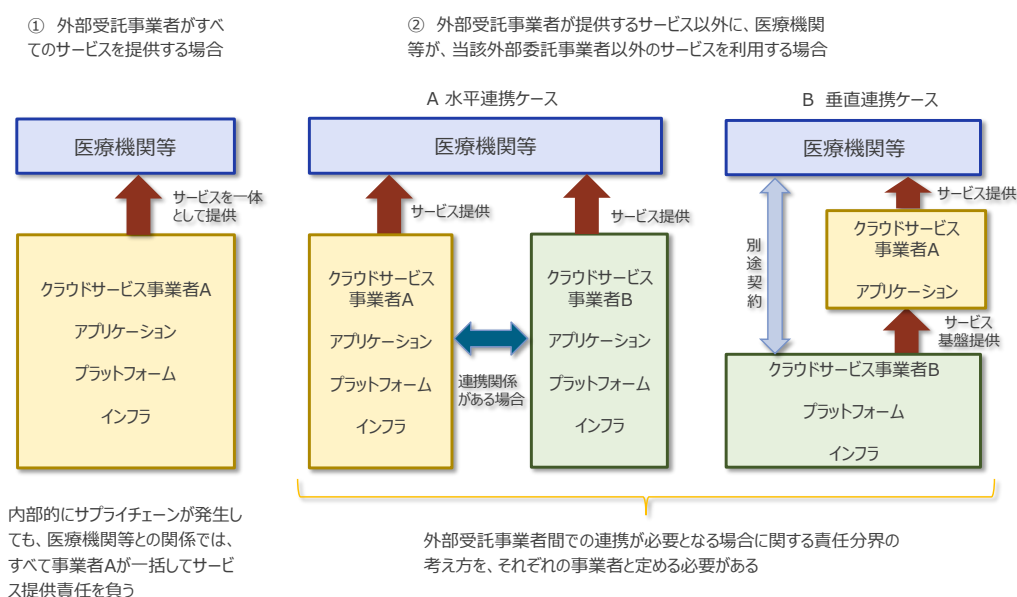 ① 外部受託事業者がすべ
てのサービスを提供する場合
② 外部受託事業者が提供するサービス以外に、医療機関
等が、当該外部委託事業者以外のサービスを利用する場合
A 水平連携ケース
B 垂直連携ケース
医療機関等
サービスを一体
として提供
クラウドサービス事業者A
アプリケーション
プラットフォーム
インフラ
内部的にサプライチェーンが発生し
ても、医療機関等との関係では、
すべて事業者Aが一括してサービ
ス提供責任を負う
医療機関等
サービス提供
サービス提供
クラウドサービス
事業者A
アプリケーション
プラットフォーム
インフラ
連携関係
がある場合
クラウドサービス
事業者B
アプリケーション
プラットフォーム
インフラ
医療機関等
サービス提供
別途契約
クラウドサービス
事業者A
アプリケーション
サービス
基盤提供
クラウドサービス事業者B
プラットフォーム
インフラ
外部受託事業者間での連携が必要となる場合に関する責任分界の
考え方を、それぞれの事業者と定める必要がある